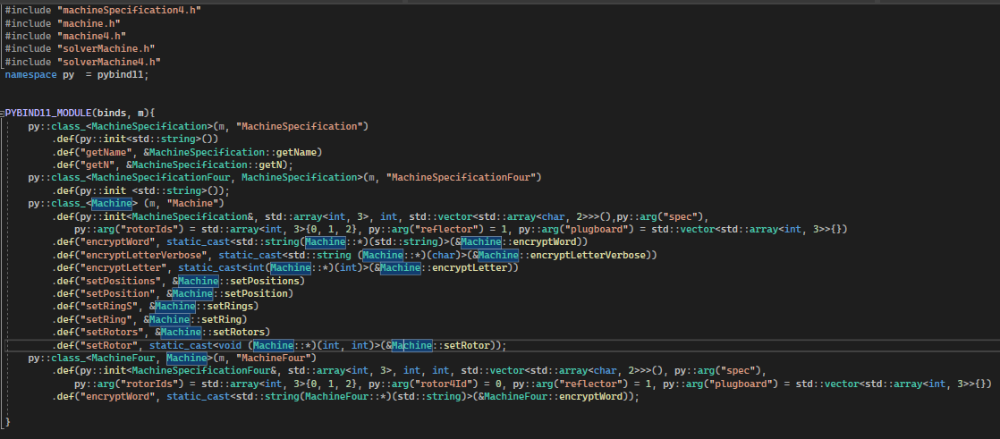 #include "machineSpecification4.h"
#include "machine.h"
#include "machine4.h"
#include "solverMachine.h"
#include "solverMachine4.h"
namespace py  = pybind11;
PYBIND11_MODULE(binds, m){
    py::class_<MachineSpecification>(m, "MachineSpecification")
        .def(py::init<std::string>())
        .def("getName", &MachineSpecification::getName)
        .def("getN", &MachineSpecification::getN);
    py::class_<MachineSpecificationFour, MachineSpecification>(m, "MachineSpecificationFour")
        .def(py::init <std::string>());
    py::class_<Machine> (m, "Machine")
        .def(py::init<MachineSpecification&, std::array<int, 3>, int, std::vector<std::array<char, 2>>>(),py::arg("spec"),
            py::arg("rotorIds") = std::array<int, 3>{0, 1, 2}, py::arg("reflector") = 1, py::arg("plugboard") = std::vector<std::array<int, 3>>{})
        .def("encryptWord", static_cast<std::string(Machine::*)(std::string)>(&Machine::encryptWord))
        .def("encryptLetterVerbose", static_cast<std::string (Machine::*)(char)>(&Machine::encryptLetterVerbose))
        .def("encryptLetter", static_cast<int(Machine::*)(int)>(&Machine::encryptLetter))
        .def("setPositions", &Machine::setPositions)
        .def("setPosition", &Machine::setPosition)
        .def("setRingS", &Machine::setRings)
        .def("setRing", &Machine::setRing)
        .def("setRotors", &Machine::setRotors)
        .def("setRotor", static_cast<void (Machine::*)(int, int)>(&Machine::setRotor));
    py::class_<MachineFour, Machine>(m, "MachineFour")
        .def(py::init<MachineSpecificationFour&, std::array<int, 3>, int, int, std::vector<std::array<char, 2>>>(), py::arg("spec"),
            py::arg("rotorIds") = std::array<int, 3>{0, 1, 2}, py::arg("rotor4Id") = 0, py::arg("reflector") = 1, py::arg("plugboard") = std::vector<std::array<int, 3>>{})
        .def("encryptWord", static_cast<std::string(MachineFour::*)(std::string)>(&MachineFour::encryptWord));
}